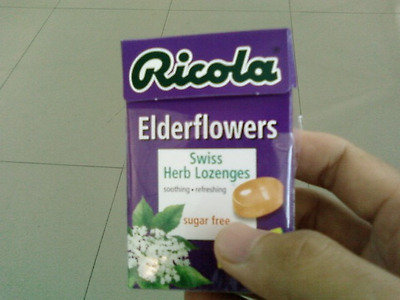 Ricola
Elderflowers
Swiss
Herb Lozenges
soothing • refreshing
sugar free